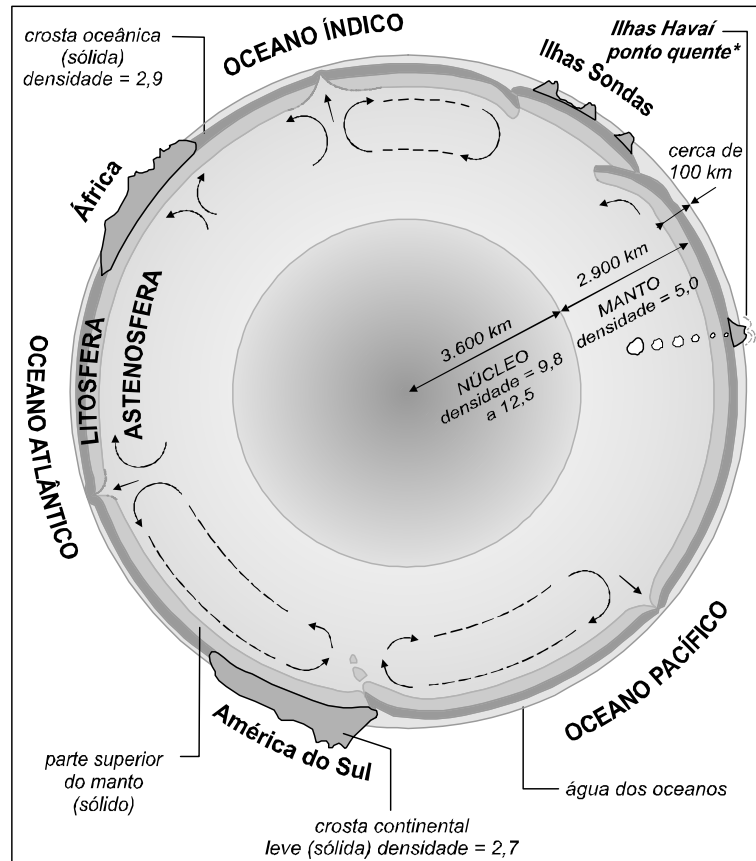 crosta oceânica
(sólida)
densidade = 2,9
OCEANO ÍNDICO
Ilhas Sondas
Ilhas Havaí
ponto quente*
cerca de
100 km
África
2.900 km
MANTO
densidade = 5,0
3.600 km
NÚCLEO
densidade = 9,8
a 12,5
OCEANO ATLÂNTICO
LITOSFERA
ASTENOSFERA
OCEANO PACÍFICO
América do Sul
parte superior
do manto
(sólido)
água dos oceanos
crosta continental
leve (sólida) densidade = 2,7